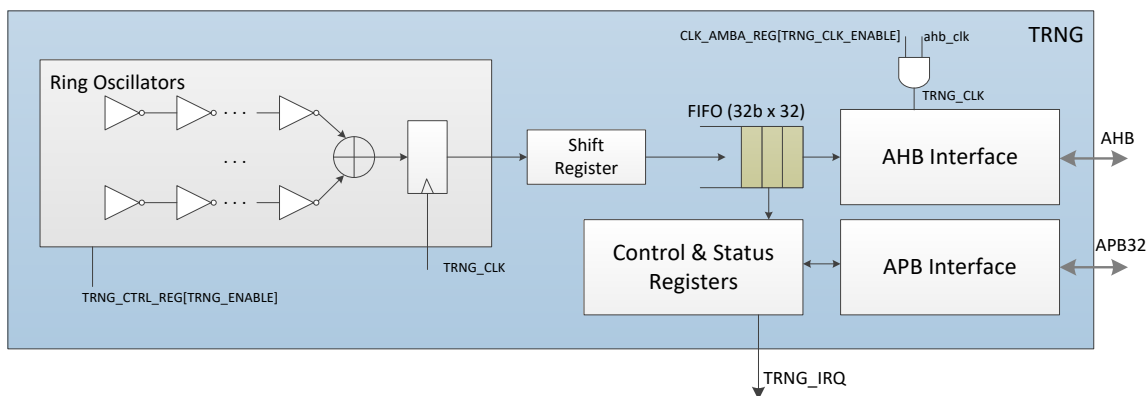 CLK_AMBA_REG[TRNG_CLK_ENABLE]
ahb_clk
TRNG
Ring Oscillators
TRNG_CLK
FIFO (32b x 32)
. . .
. . .
Shift
Register
AHB Interface
AHB
. . .
. . .
. . .
Control & Status
Registers
APB Interface
APB32
TRNG_CLK
TRNG_CTRL_REG[TRNG_ENABLE]
TRNG_IRQ